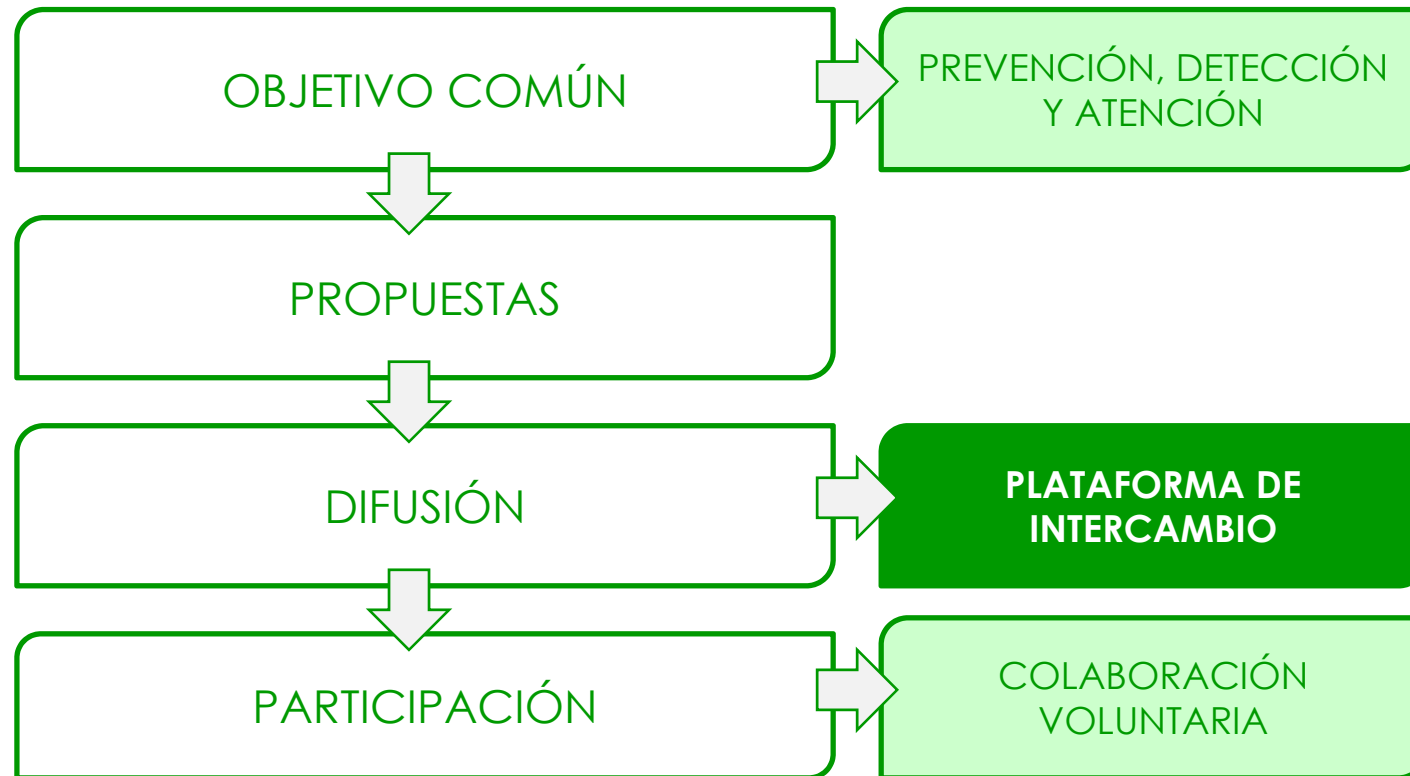 OBJETIVO COMÚN
PREVENCIÓN, DETECCIÓN
Y ATENCIÓN
PROPUESTAS
DIFUSIÓN
PLATAFORMA DE
INTERCAMBIO
PARTICIPACIÓN
COLABORACIÓN
VOLUNTARIA